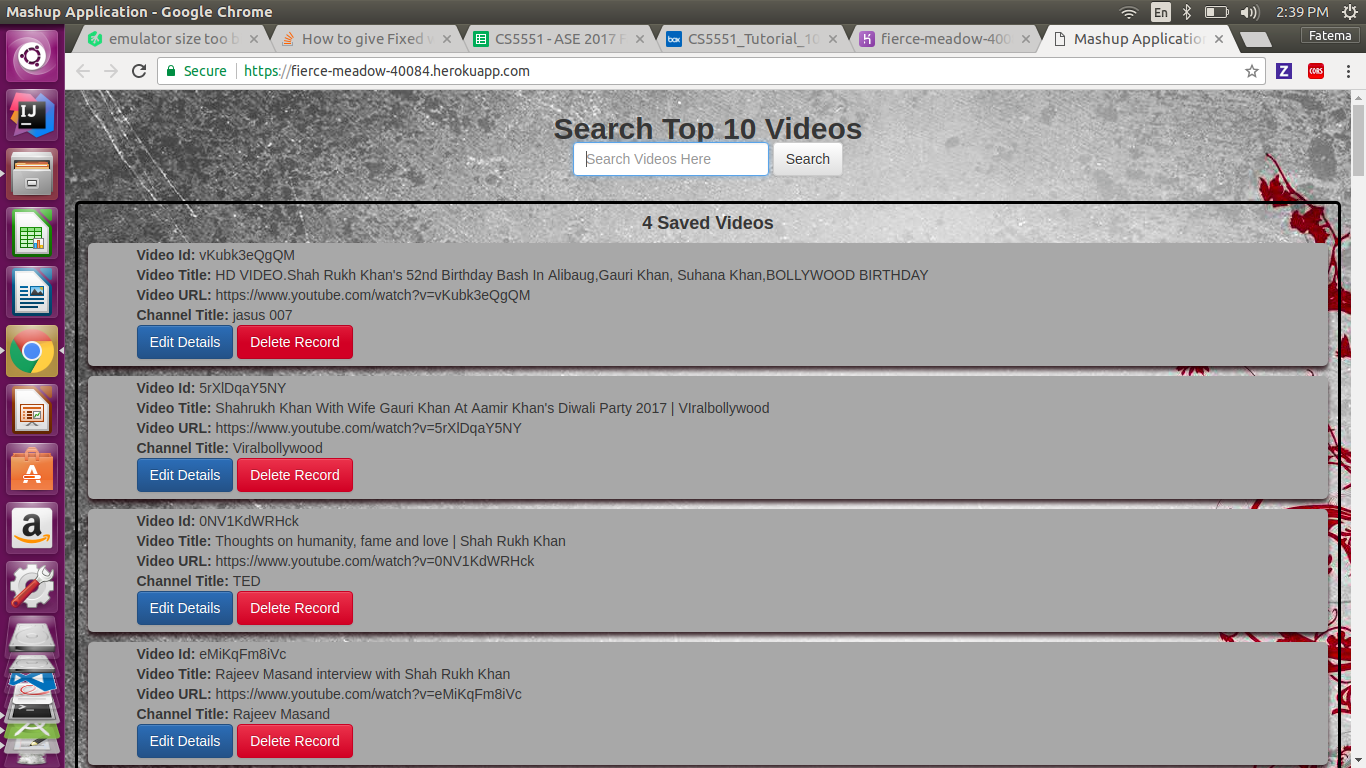 Mashup Application - Google Chrome
En
2:39 PM
emulator size too b
How to give Fixed w
CS5551 - ASE 2017 F
CS5551_Tutorial_10
fierce-meadow-400
Mashup Applicatio
Fatema
Secure
https://fierce-meadow-40084.herokuapp.com
Z
CORS
Search Top 10 Videos
Search Videos Here
Search
4 Saved Videos
Video Id: vKubk3eQgQM
Video Title: HD VIDEO.Shah Rukh Khan's 52nd Birthday Bash In Alibaug,Gauri Khan, Suhana Khan,BOLLYWOOD BIRTHDAY
Video URL: https://www.youtube.com/watch?v=vKubk3eQgQM
Channel Title: jasus 007
Edit Details
Delete Record
Video Id: 5rXlDqaY5NY
Video Title: Shahrukh Khan With Wife Gauri Khan At Aamir Khan's Diwali Party 2017 | VIralbollywood
Video URL: https://www.youtube.com/watch?v=5rXlDqaY5NY
Channel Title: Viralbollywood
Edit Details
Delete Record
Video Id: 0NV1KdWRHck
Video Title: Thoughts on humanity, fame and love | Shah Rukh Khan
Video URL: https://www.youtube.com/watch?v=0NV1KdWRHck
Channel Title: TED
Edit Details
Delete Record
Video Id: eMiKqFm8iVc
Video Title: Rajeev Masand interview with Shah Rukh Khan
Video URL: https://www.youtube.com/watch?v=eMiKqFm8iVc
Channel Title: Rajeev Masand
Edit Details
Delete Record